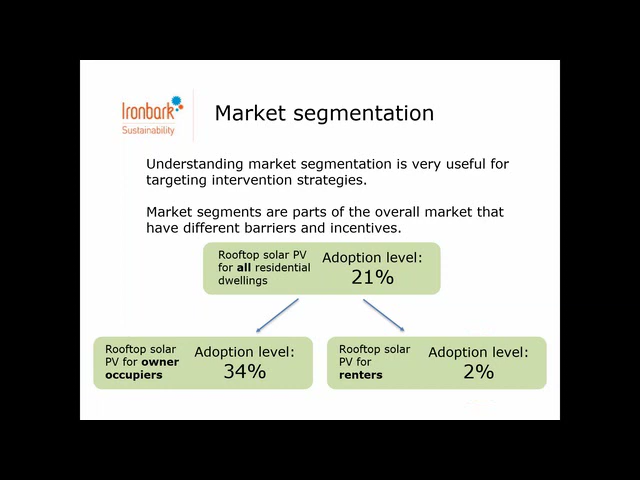 Ironbark
Sustainability
Market segmentation
Understanding market segmentation is very useful for
targeting intervention strategies.
Market segments are parts of the overall market that
have different barriers and incentives.
Rooftop solar PV
for all residential
dwellings
Adoption level:
21%
Rooftop solar
PV for owner
occupiers
Adoption level:
34%
Rooftop solar
PV for
renters
Adoption level:
2%